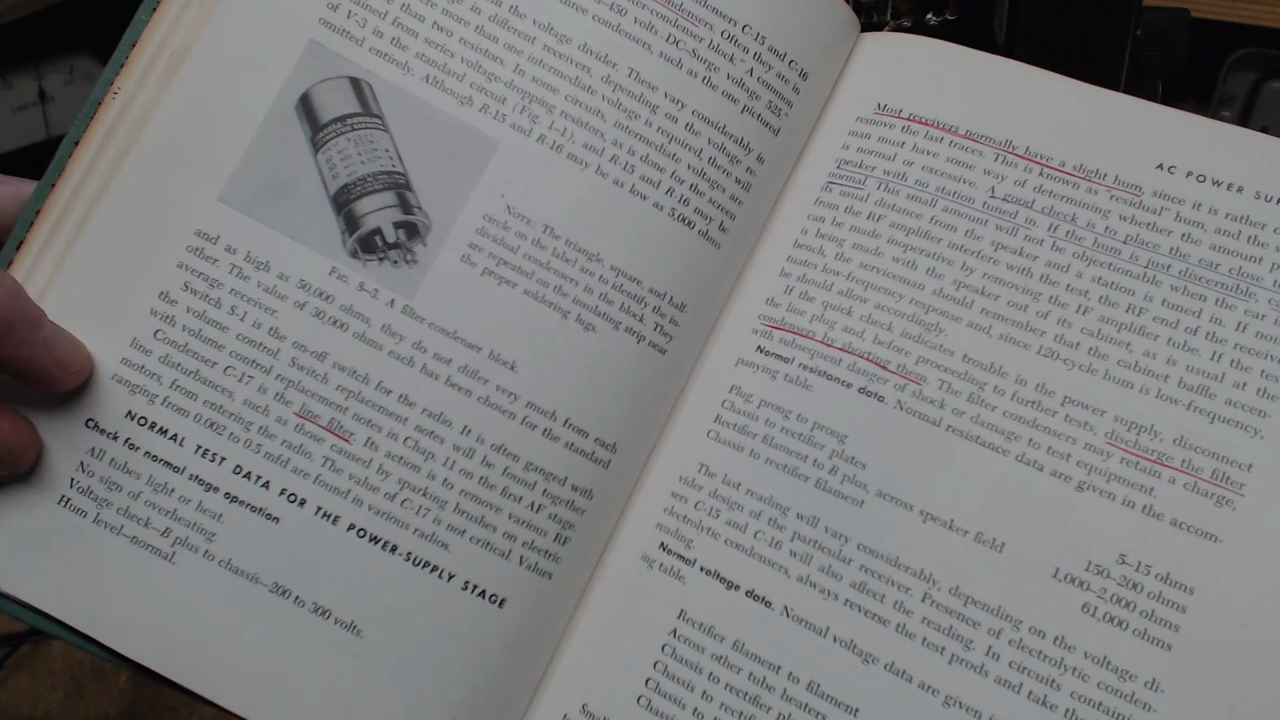 densers C-15 and C-16
condensers. Often they are in
ter-condenser block." A common
–450 volts. DC–Surge voltage 525,"
three condensers, such as the one pictured
in the voltage divider. These vary considerably in
in different receivers, depending on the voltage re-
ere more than one intermediate voltage is required, there will
than two resistors. In some circuits, intermediate voltages are
ained from series voltage-dropping resistors, as is done for the screen
of V-3 in the standard circuit (Fig. 1–1), and R-15 and R-16 may be
omitted entirely. Although R-15 and R-16 may be as low as 5,000 ohms
NOTE: The triangle, square, and half-
circle on the label are to identify the in-
dividual condensers in the block. They
are repeated on the insulating strip near
the proper soldering lugs.
FIG. 8–5. A filter-condenser block.
and as high as 50,000 ohms, they do not differ very much from each
other. The value of 30,000 ohms each has been chosen for the standard
average receiver.
Switch S-1 is the on-off switch for the radio. It is often ganged with
the volume control. Switch replacement notes will be found together
with volume control replacement notes in Chap. 11 on the first AF stage.
Condenser C-17 is the line filter. Its action is to remove various RF
line disturbances, such as those caused by sparking brushes on electric
motors, from entering the radio. The value of C-17 is not critical. Values
ranging from 0.002 to 0.5 mfd are found in various radios.
NORMAL TEST DATA FOR THE POWER-SUPPLY STAGE
Check for normal stage operation
All tubes light or heat.
No sign of overheating.
Voltage check—B plus to chassis—200 to 300 volts.
Hum level—normal.
AC POWER SUP
Most receivers normally have a slight hum, since it is rather
remove the last traces. This is known as "residual" hum, and the
man must have some way of determining whether the amount
is normal or excessive. A good check is to place the ear close
speaker with no station tuned in. If the hum is just discernible,
normal. This small amount will not be objectionable when the ear
its usual distance from the speaker and a station is tuned in. If
from the RF amplifier interfere with the test, the RF end of the
can be made inoperative by removing the IF amplifier tube. If the
is being made with the speaker out of its cabinet, as is usual at the
bench, the serviceman should remember that the cabinet baffle accen-
tuates low-frequency response and, since 120-cycle hum is low-frequency,
he should allow accordingly.
If the quick check indicates trouble in the power supply, disconnect
the line plug and, before proceeding to further tests, discharge the filter
condensers by shorting them. The filter condensers may retain a charge,
with subsequent danger of shock or damage to test equipment.
Normal resistance data. Normal resistance data are given in the accom-
panying table.
Plug, prong to prong 5–15 ohms
Chassis to rectifier plates 150–200 ohms
Rectifier filament to B plus, across speaker field 1,000–2,000 ohms
Chassis to rectifier filament 61,000 ohms
The last reading will vary considerably, depending on the voltage di-
vider design of the particular receiver. Presence of electrolytic conden-
sers C-15 and C-16 will also affect the reading. In circuits containing
electrolytic condensers, always reverse the test prods and take the
reading.
Normal voltage data. Normal voltage data are given
ing table.
Rectifier filament to filament
Across other tube heaters
Chassis to rectifier
Chassis to rectifier
Chassis